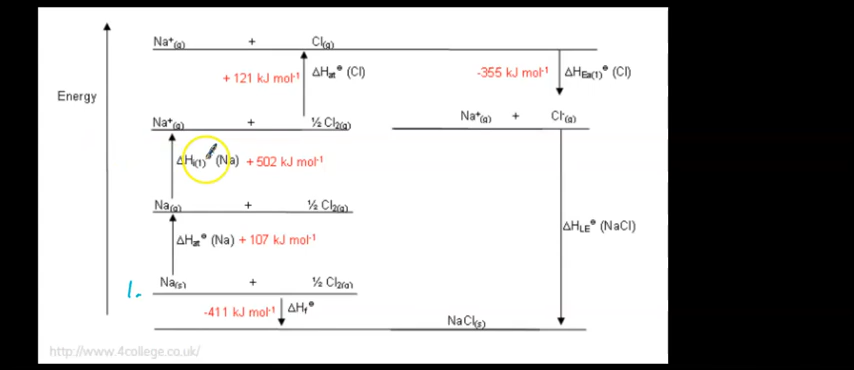 Na⁺(g) + Cl(g)
+ 121 kJ mol-1 ΔHat° (Cl) -355 kJ mol-1 ΔHEa(1)° (Cl)
Energy
Na⁺(g) + ½ Cl2(g) Na⁺(g) + Cl-(g)
ΔHi(1)° (Na) + 502 kJ mol-1
Na(g) + ½ Cl2(g)
ΔHLE° (NaCl)
ΔHat° (Na) + 107 kJ mol-1
1. Na(s) + ½ Cl2(g)
-411 kJ mol-1 ΔHf°
NaCl(s)
http://www.4college.co.uk/